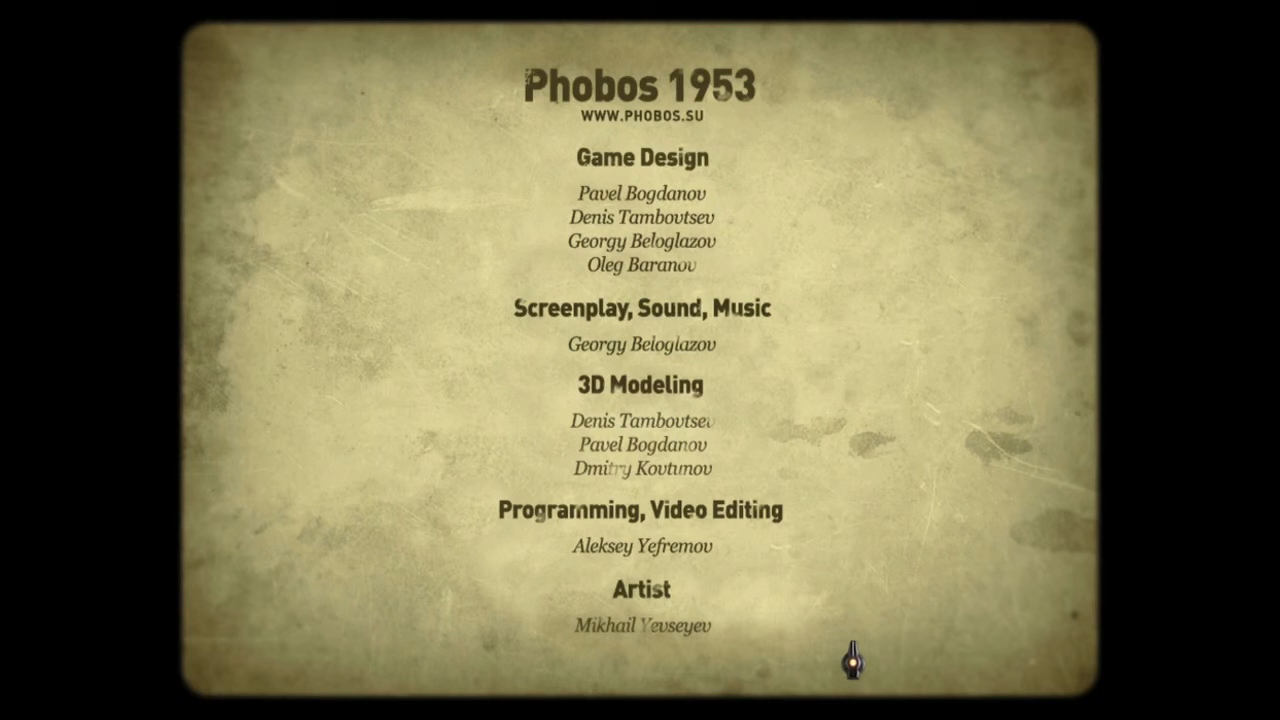 Phobos 1953
WWW.PHOBOS.SU
Game Design
Pavel Bogdanov
Denis Tambovtsev
Georgy Beloglazov
Oleg Baranov
Screenplay, Sound, Music
Georgy Beloglazov
3D Modeling
Denis Tambovtsev
Pavel Bogdanov
Dmitry Kovtunov
Programming, Video Editing
Aleksey Yefremov
Artist
Mikhail Yevseyev